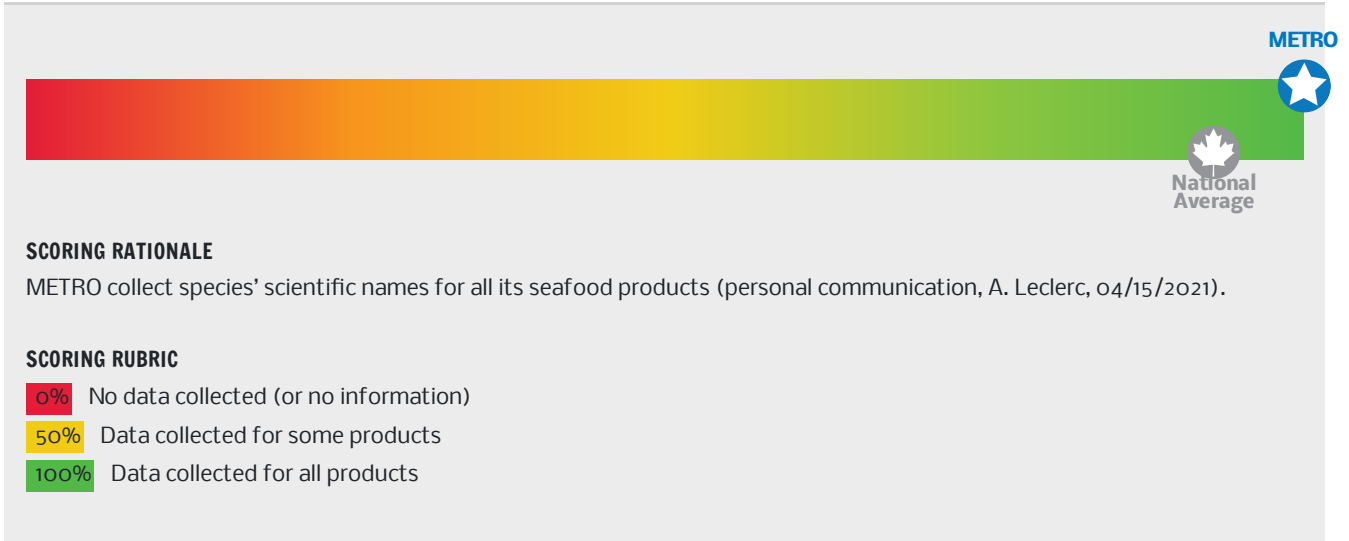 METRO
National
Average
SCORING RATIONALE
METRO collect species’ scientific names for all its seafood products (personal communication, A. Leclerc, 04/15/2021).
SCORING RUBRIC
0% No data collected (or no information)
50% Data collected for some products
100% Data collected for all products